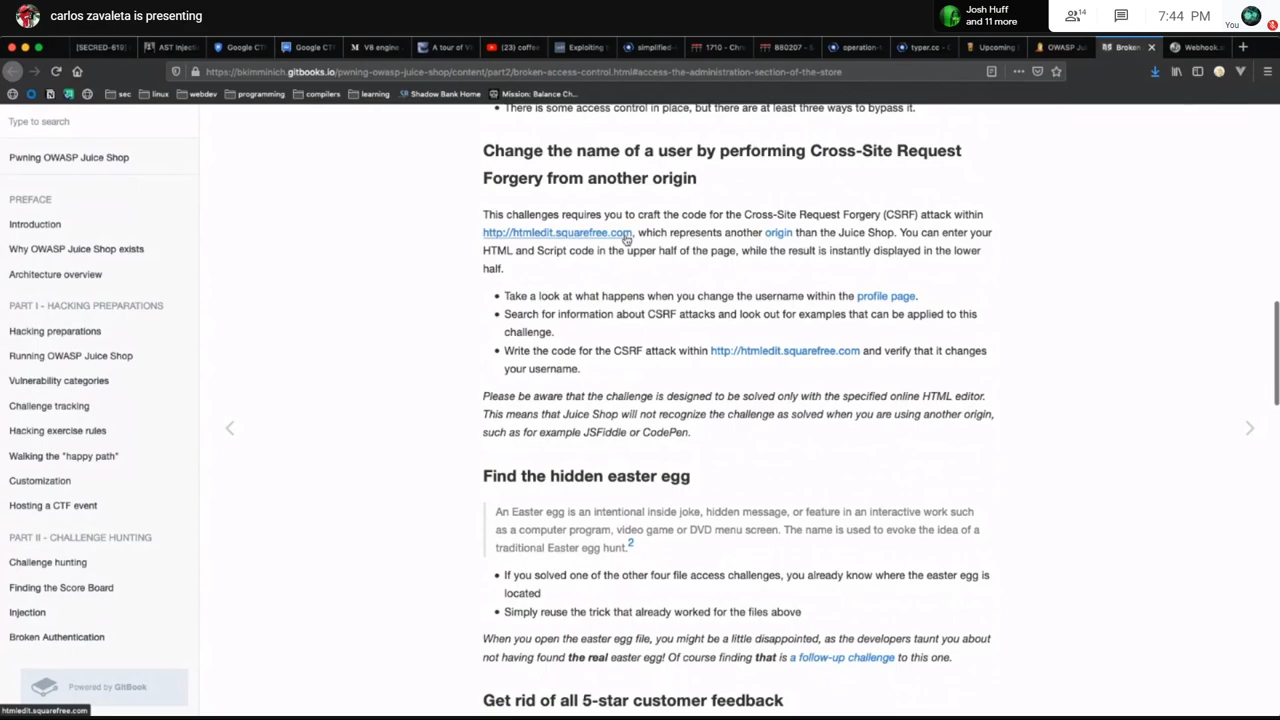 carlos zavaleta is presenting
Josh Huff
and 11 more
14
7:44 PM
You
[SECRED-619]
AST Injecti
Google CT
Google CT
V8 engine
A tour of V
(23) coffee
Exploiting
simplified-
1710 - Chr
880207 - S
operation-
typer.cc -
Upcoming
OWASP Ju
Broken
Webhook.s
https://bkimminich.gitbooks.io/pwning-owasp-juice-shop/content/part2/broken-access-control.html#access-the-administration-section-of-the-store
sec
linux
webdev
programming
compilers
learning
Shadow Bank Home
Mission: Balance Ch...
Type to search
Pwning OWASP Juice Shop
PREFACE
Introduction
Why OWASP Juice Shop exists
Architecture overview
PART I - HACKING PREPARATIONS
Hacking preparations
Running OWASP Juice Shop
Vulnerability categories
Challenge tracking
Hacking exercise rules
Walking the "happy path"
Customization
Hosting a CTF event
PART II - CHALLENGE HUNTING
Challenge hunting
Finding the Score Board
Injection
Broken Authentication
Powered by GitBook
htmledit.squarefree.com
• There is some access control in place, but there are at least three ways to bypass it.
Change the name of a user by performing Cross-Site Request
Forgery from another origin
This challenges requires you to craft the code for the Cross-Site Request Forgery (CSRF) attack within
http://htmledit.squarefree.com, which represents another origin than the Juice Shop. You can enter your
HTML and Script code in the upper half of the page, while the result is instantly displayed in the lower
half.
• Take a look at what happens when you change the username within the profile page.
• Search for information about CSRF attacks and look out for examples that can be applied to this
challenge.
• Write the code for the CSRF attack within http://htmledit.squarefree.com and verify that it changes
your username.
Please be aware that the challenge is designed to be solved only with the specified online HTML editor.
This means that Juice Shop will not recognize the challenge as solved when you are using another origin,
such as for example JSFiddle or CodePen.
Find the hidden easter egg
An Easter egg is an intentional inside joke, hidden message, or feature in an interactive work such
as a computer program, video game or DVD menu screen. The name is used to evoke the idea of a
traditional Easter egg hunt.2
• If you solved one of the other four file access challenges, you already know where the easter egg is
located
• Simply reuse the trick that already worked for the files above
When you open the easter egg file, you might be a little disappointed, as the developers taunt you about
not having found the real easter egg! Of course finding that is a follow-up challenge to this one.
Get rid of all 5-star customer feedback